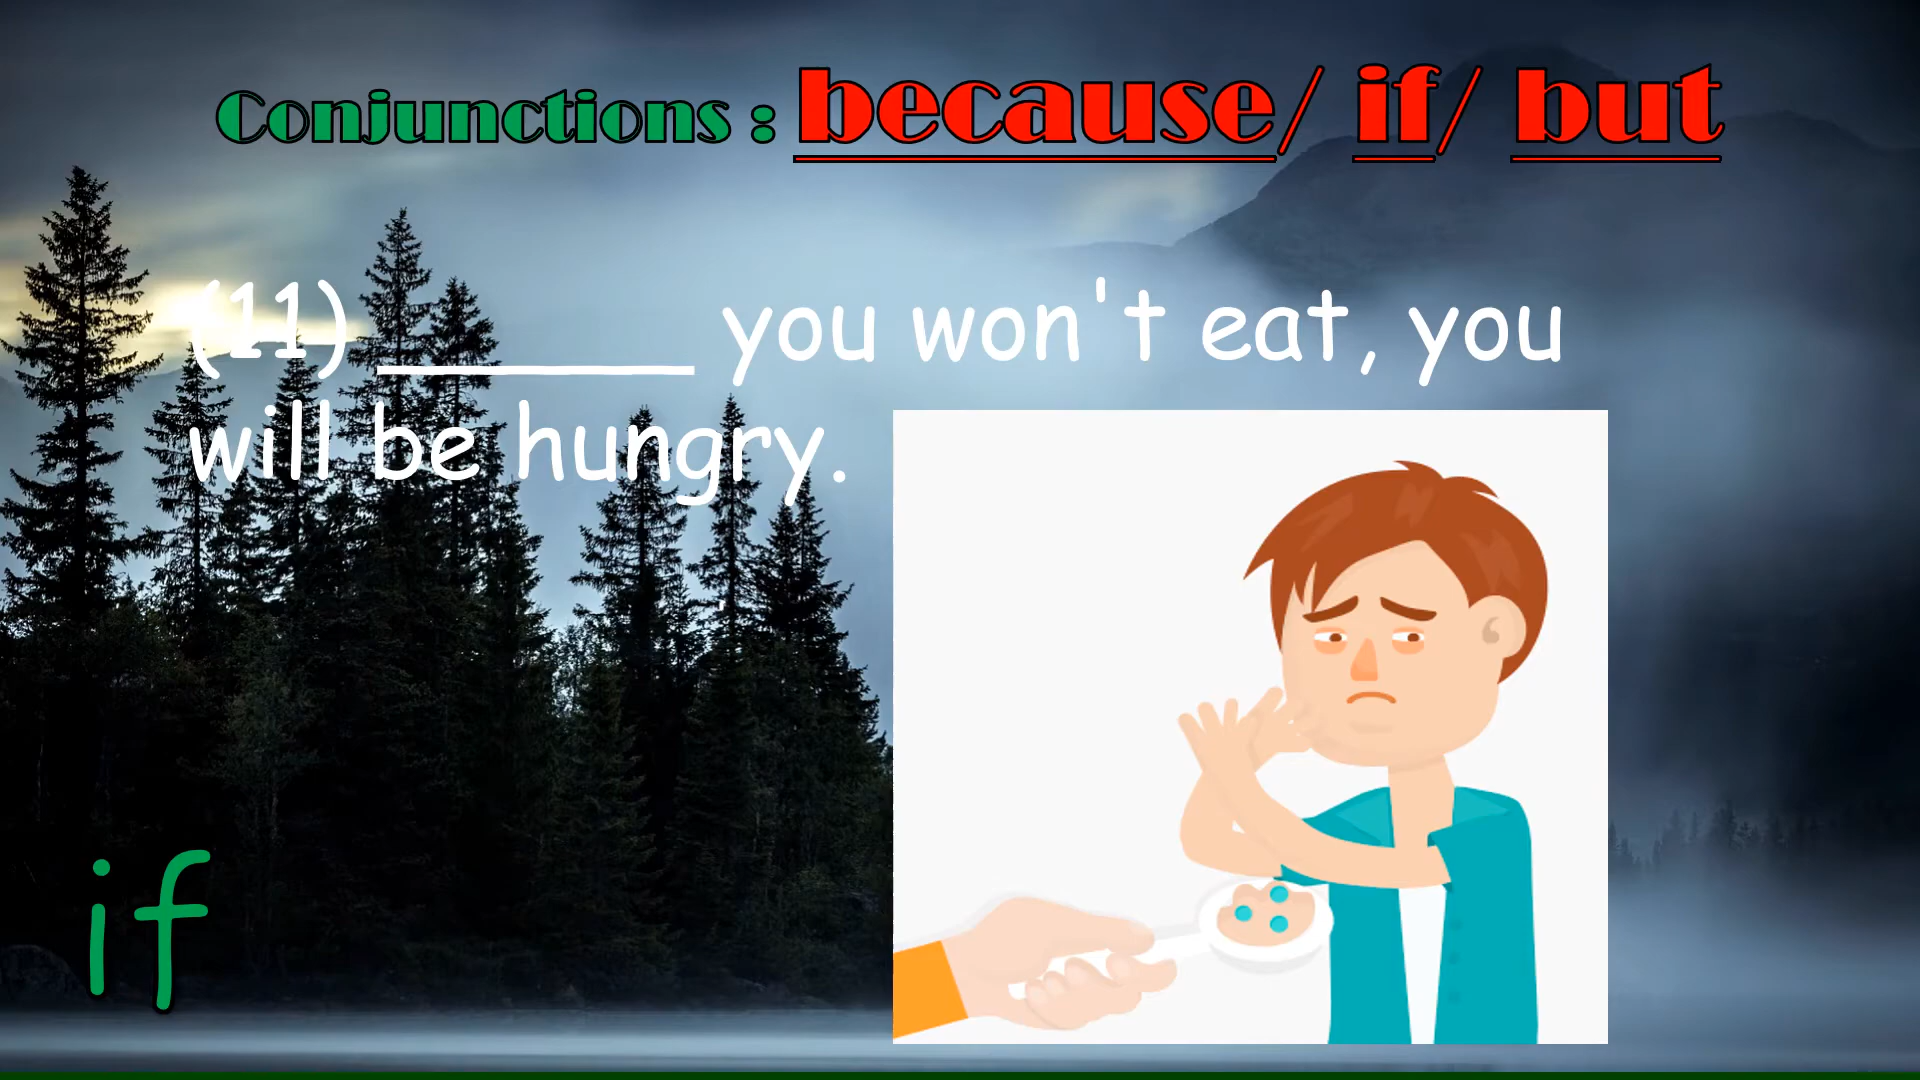 Conjunctions : because/ if/ but
(11) ______ you won't eat, you
will be hungry.
if